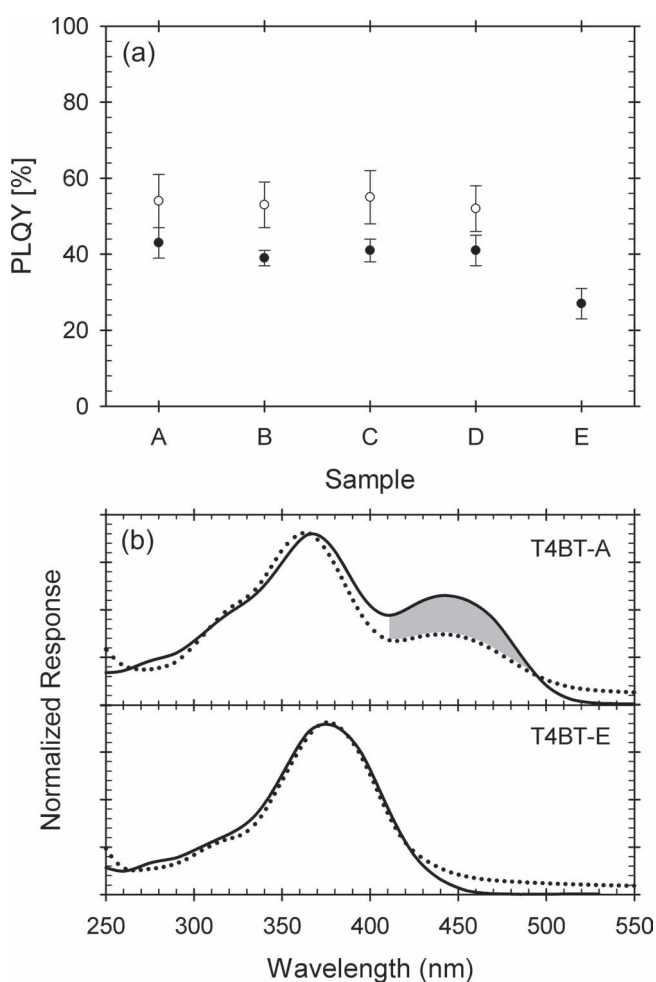 (a)
PLQY [%]
100
80
60
40
20
0
A B C D E
Sample
(b)
T4BT-A
T4BT-E
Normalized Response
250 300 350 400 450 500 550
Wavelength (nm)